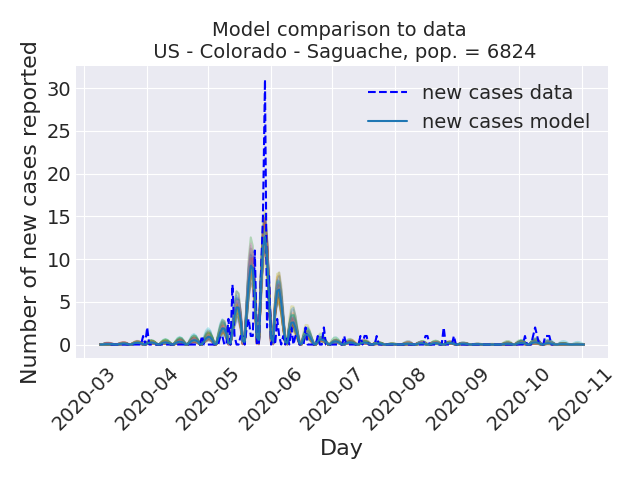 Model comparison to data
US - Colorado - Saguache, pop. = 6824
Number of new cases reported
30
25
20
15
10
5
0
new cases data
new cases model
2020-03
2020-04
2020-05
2020-06
2020-07
2020-08
2020-09
2020-10
2020-11
Day